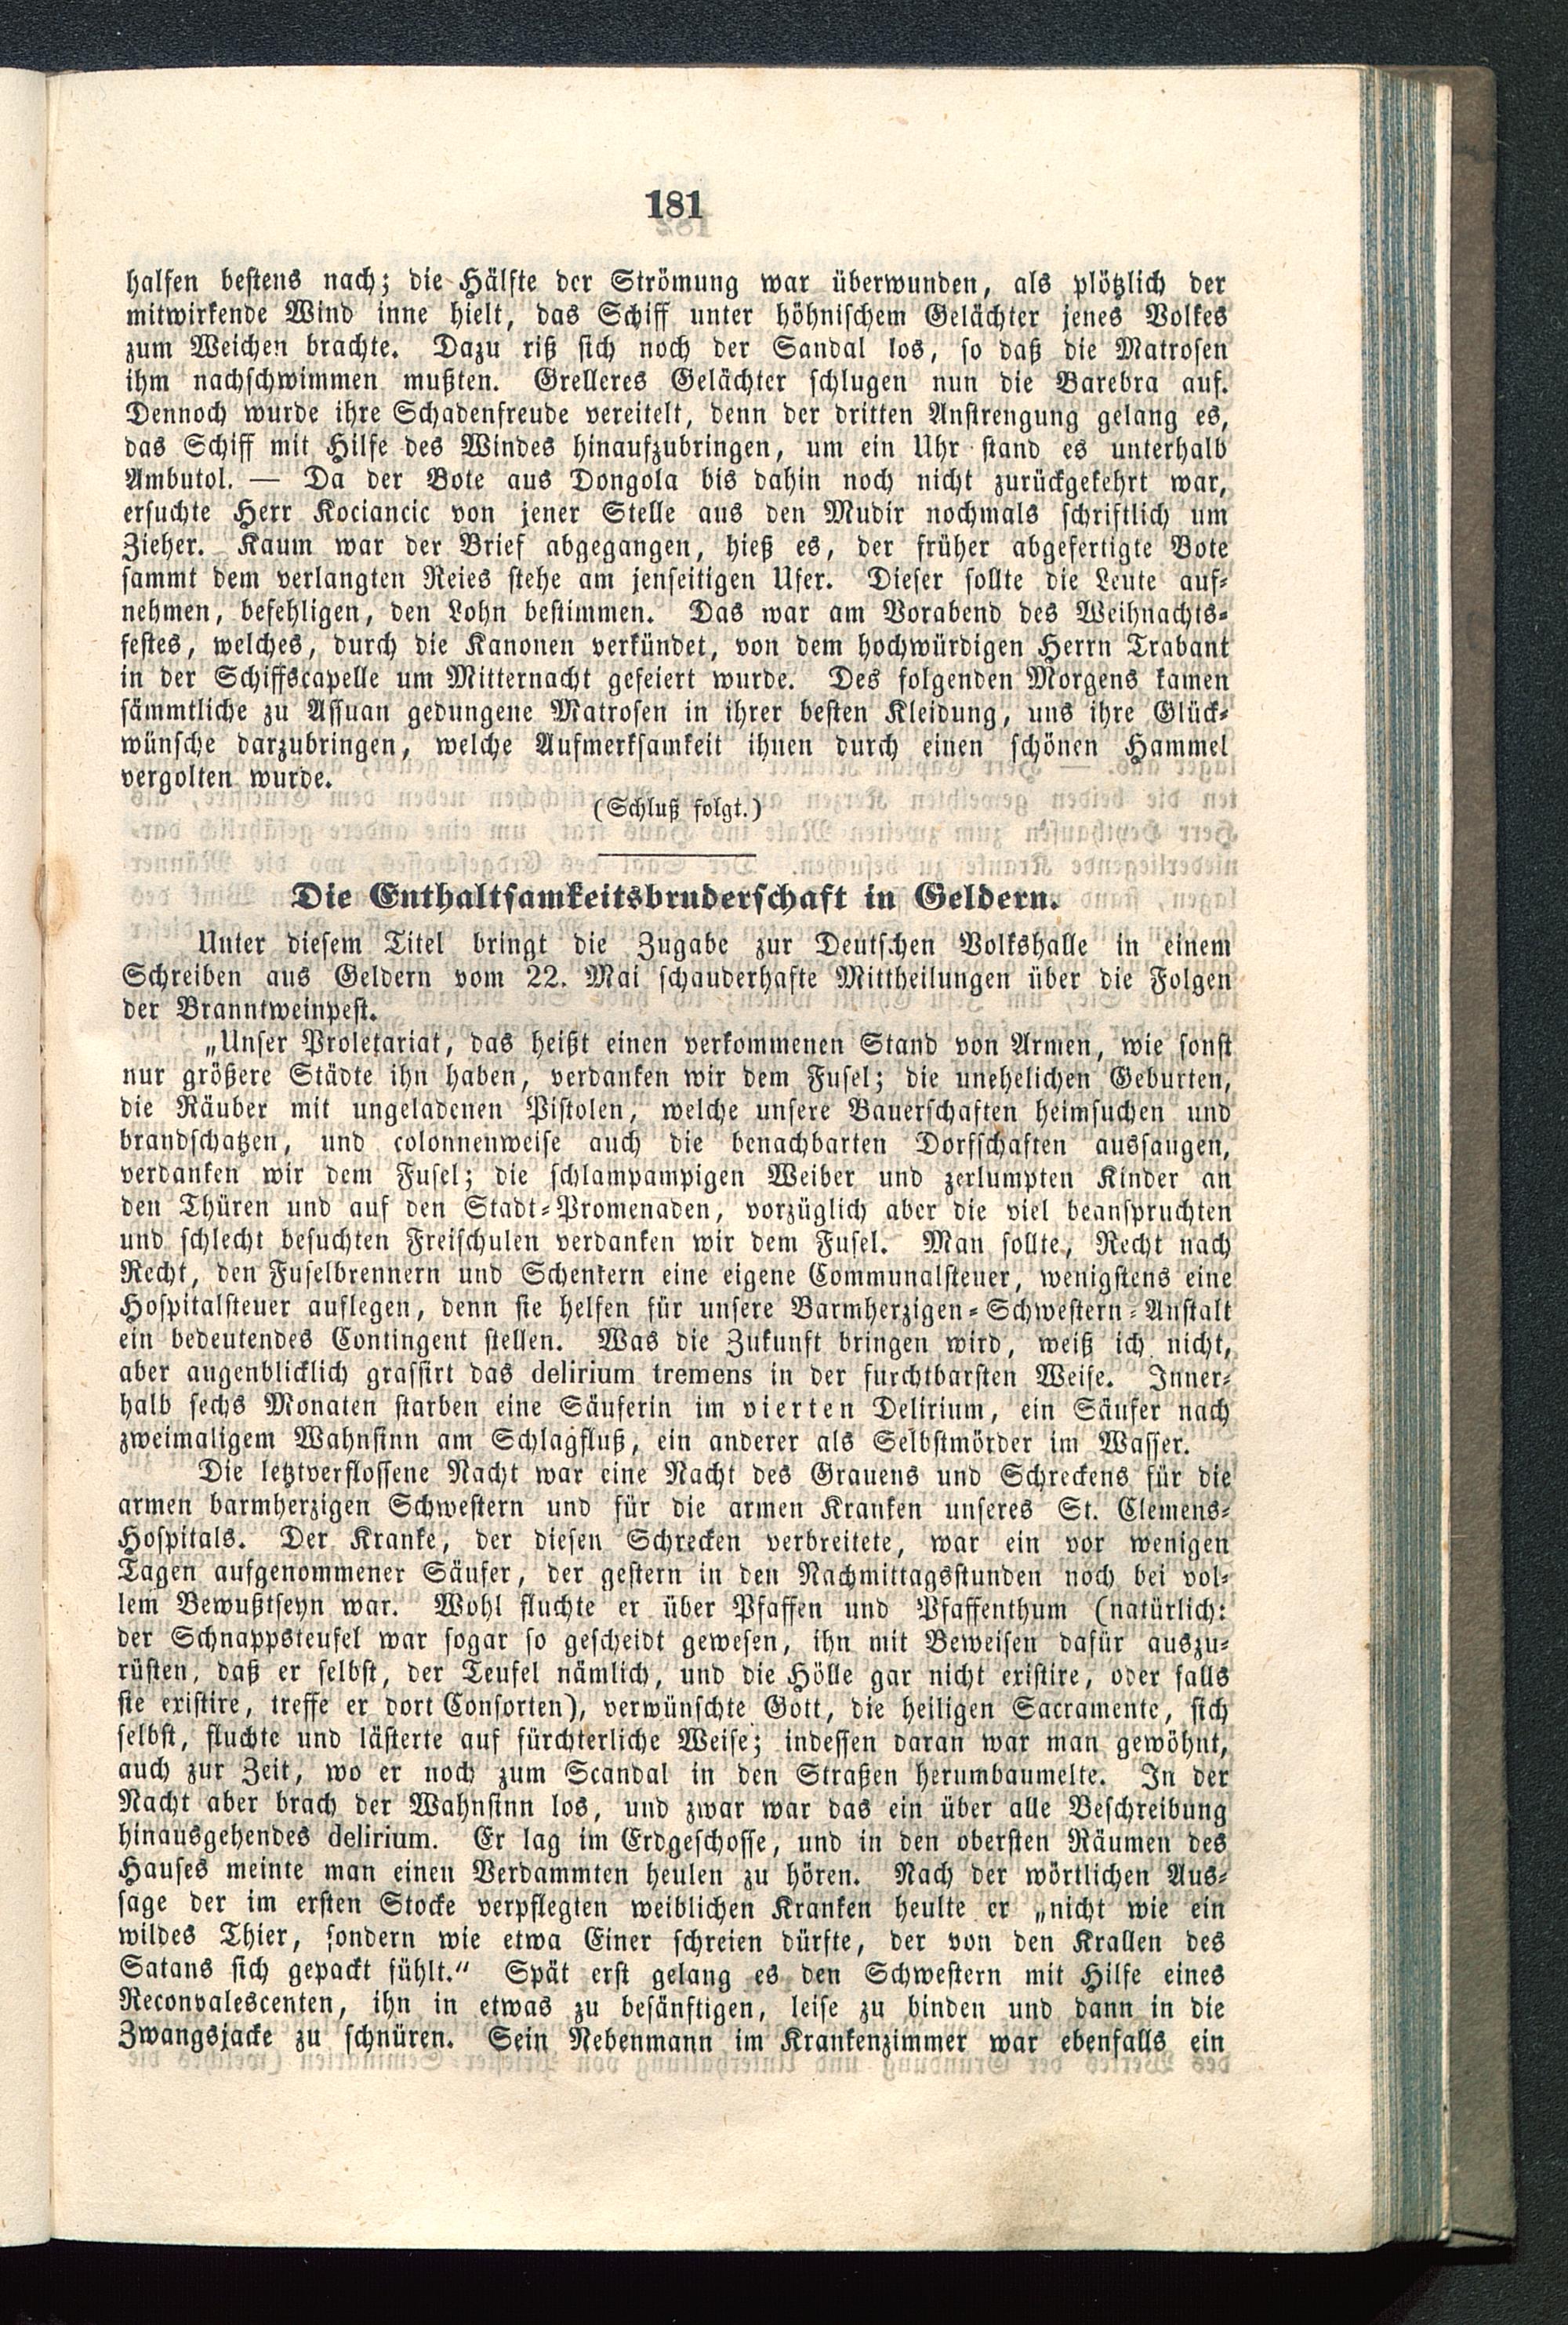 181
halfen bestens nach; die Hälfte der Strömung war überwunden, als plötzlich der
mitwirkende Wind inne hielt, das Schiff unter höhnischem Gelächter jenes Volkes
zum Weichen brachte. Dazu riß sich noch der Sandal los, so daß die Matrosen
ihm nachschwimmen mußten. Grelleres Gelächter schlugen nun die Barebra auf.
Dennoch wurde ihre Schadenfreude vereitelt, denn der dritten Anstrengung gelang es,
das Schiff mit Hilfe des Windes hinaufzubringen, um ein Uhr stand es unterhalb
Ambutol. — Da der Bote aus Dongola bis dahin noch nicht zurückgekehrt war,
ersuchte Herr Kociancic von jener Stelle aus den Mudir nochmals schriftlich um
Zieher. Kaum war der Brief abgegangen, hieß es, der früher abgefertigte Bote
sammt dem verlangten Reies stehe am jenseitigen Ufer. Dieser sollte die Leute auf-
nehmen, befehligen, den Lohn bestimmen. Das war am Vorabend des Weihnachts-
festes, welches, durch die Kanonen verkündet, von dem hochwürdigen Herrn Trabant
in der Schiffscapelle um Mitternacht gefeiert wurde. Des folgenden Morgens kamen
sämmtliche zu Assuan gedungene Matrosen in ihrer besten Kleidung, uns ihre Glück-
wünsche darzubringen, welche Aufmerksamkeit ihnen durch einen schönen Hammel
vergolten wurde.
(Schluß folgt.)
Die Enthaltsamkeitsbruderschaft in Geldern.
Unter diesem Titel bringt die Zugabe zur Deutschen Volkshalle in einem
Schreiben aus Geldern vom 22. Mai schauderhafte Mittheilungen über die Folgen
der Branntweinpest.
„Unser Proletariat, das heißt einen verkommenen Stand von Armen, wie sonst
nur größere Städte ihn haben, verdanken wir dem Fusel; die unehelichen Geburten,
die Räuber mit ungeladenen Pistolen, welche unsere Bauerschaften heimsuchen und
brandschatzen, und colonnenweise auch die benachbarten Dorfschaften aussaugen,
verdanken wir dem Fusel; die schlampampigen Weiber und zerlumpten Kinder an
den Thüren und auf den Stadt-Promenaden, vorzüglich aber die viel beanspruchten
und schlecht besuchten Freischulen verdanken wir dem Fusel. Man sollte, Recht nach
Recht, den Fuselbrennern und Schenkern eine eigene Communalsteuer, wenigstens eine
Hospitalsteuer auflegen, denn sie helfen für unsere Barmherzigen-Schwestern-Anstalt
ein bedeutendes Contingent stellen. Was die Zukunft bringen wird, weiß ich nicht,
aber augenblicklich grassirt das delirium tremens in der furchtbarsten Weise. Inner-
halb sechs Monaten starben eine Säuferin im vierten Delirium, ein Säufer nach
zweimaligem Wahnsinn am Schlagfluß, ein anderer als Selbstmörder im Wasser.
Die letztverflossene Nacht war eine Nacht des Grauens und Schreckens für die
armen barmherzigen Schwestern und für die armen Kranken unseres St. Clemens-
Hospitals. Der Kranke, der diesen Schrecken verbreitete, war ein vor wenigen
Tagen aufgenommener Säufer, der gestern in den Nachmittagsstunden noch bei vol-
lem Bewußtseyn war. Wohl fluchte er über Pfaffen und Pfaffenthum (natürlich:
der Schnappsteufel war sogar so gescheidt gewesen, ihn mit Beweisen dafür auszu-
rüsten, daß er selbst, der Teufel nämlich, und die Hölle gar nicht existire, oder falls
sie existire, treffe er dort Consorten), verwünschte Gott, die heiligen Sacramente, sich
selbst, fluchte und lästerte auf fürchterliche Weise; indessen daran war man gewöhnt,
auch zur Zeit, wo er noch zum Scandal in den Straßen herumbaumelte. In der
Nacht aber brach der Wahnsinn los, und zwar war das ein über alle Beschreibung
hinausgehendes delirium. Er lag im Erdgeschosse, und in den obersten Räumen des
Hauses meinte man einen Verdammten heulen zu hören. Nach der wörtlichen Aus-
sage der im ersten Stocke verpflegten weiblichen Kranken heulte er „nicht wie ein
wildes Thier, sondern wie etwa Einer schreien dürfte, der von den Krallen des
Satans sich gepackt fühlt.“ Spät erst gelang es den Schwestern mit Hilfe eines
Reconvalescenten, ihn in etwas zu besänftigen, leise zu binden und dann in die
Zwangsjacke zu schnüren. Sein Nebenmann im Krankenzimmer war ebenfalls ein